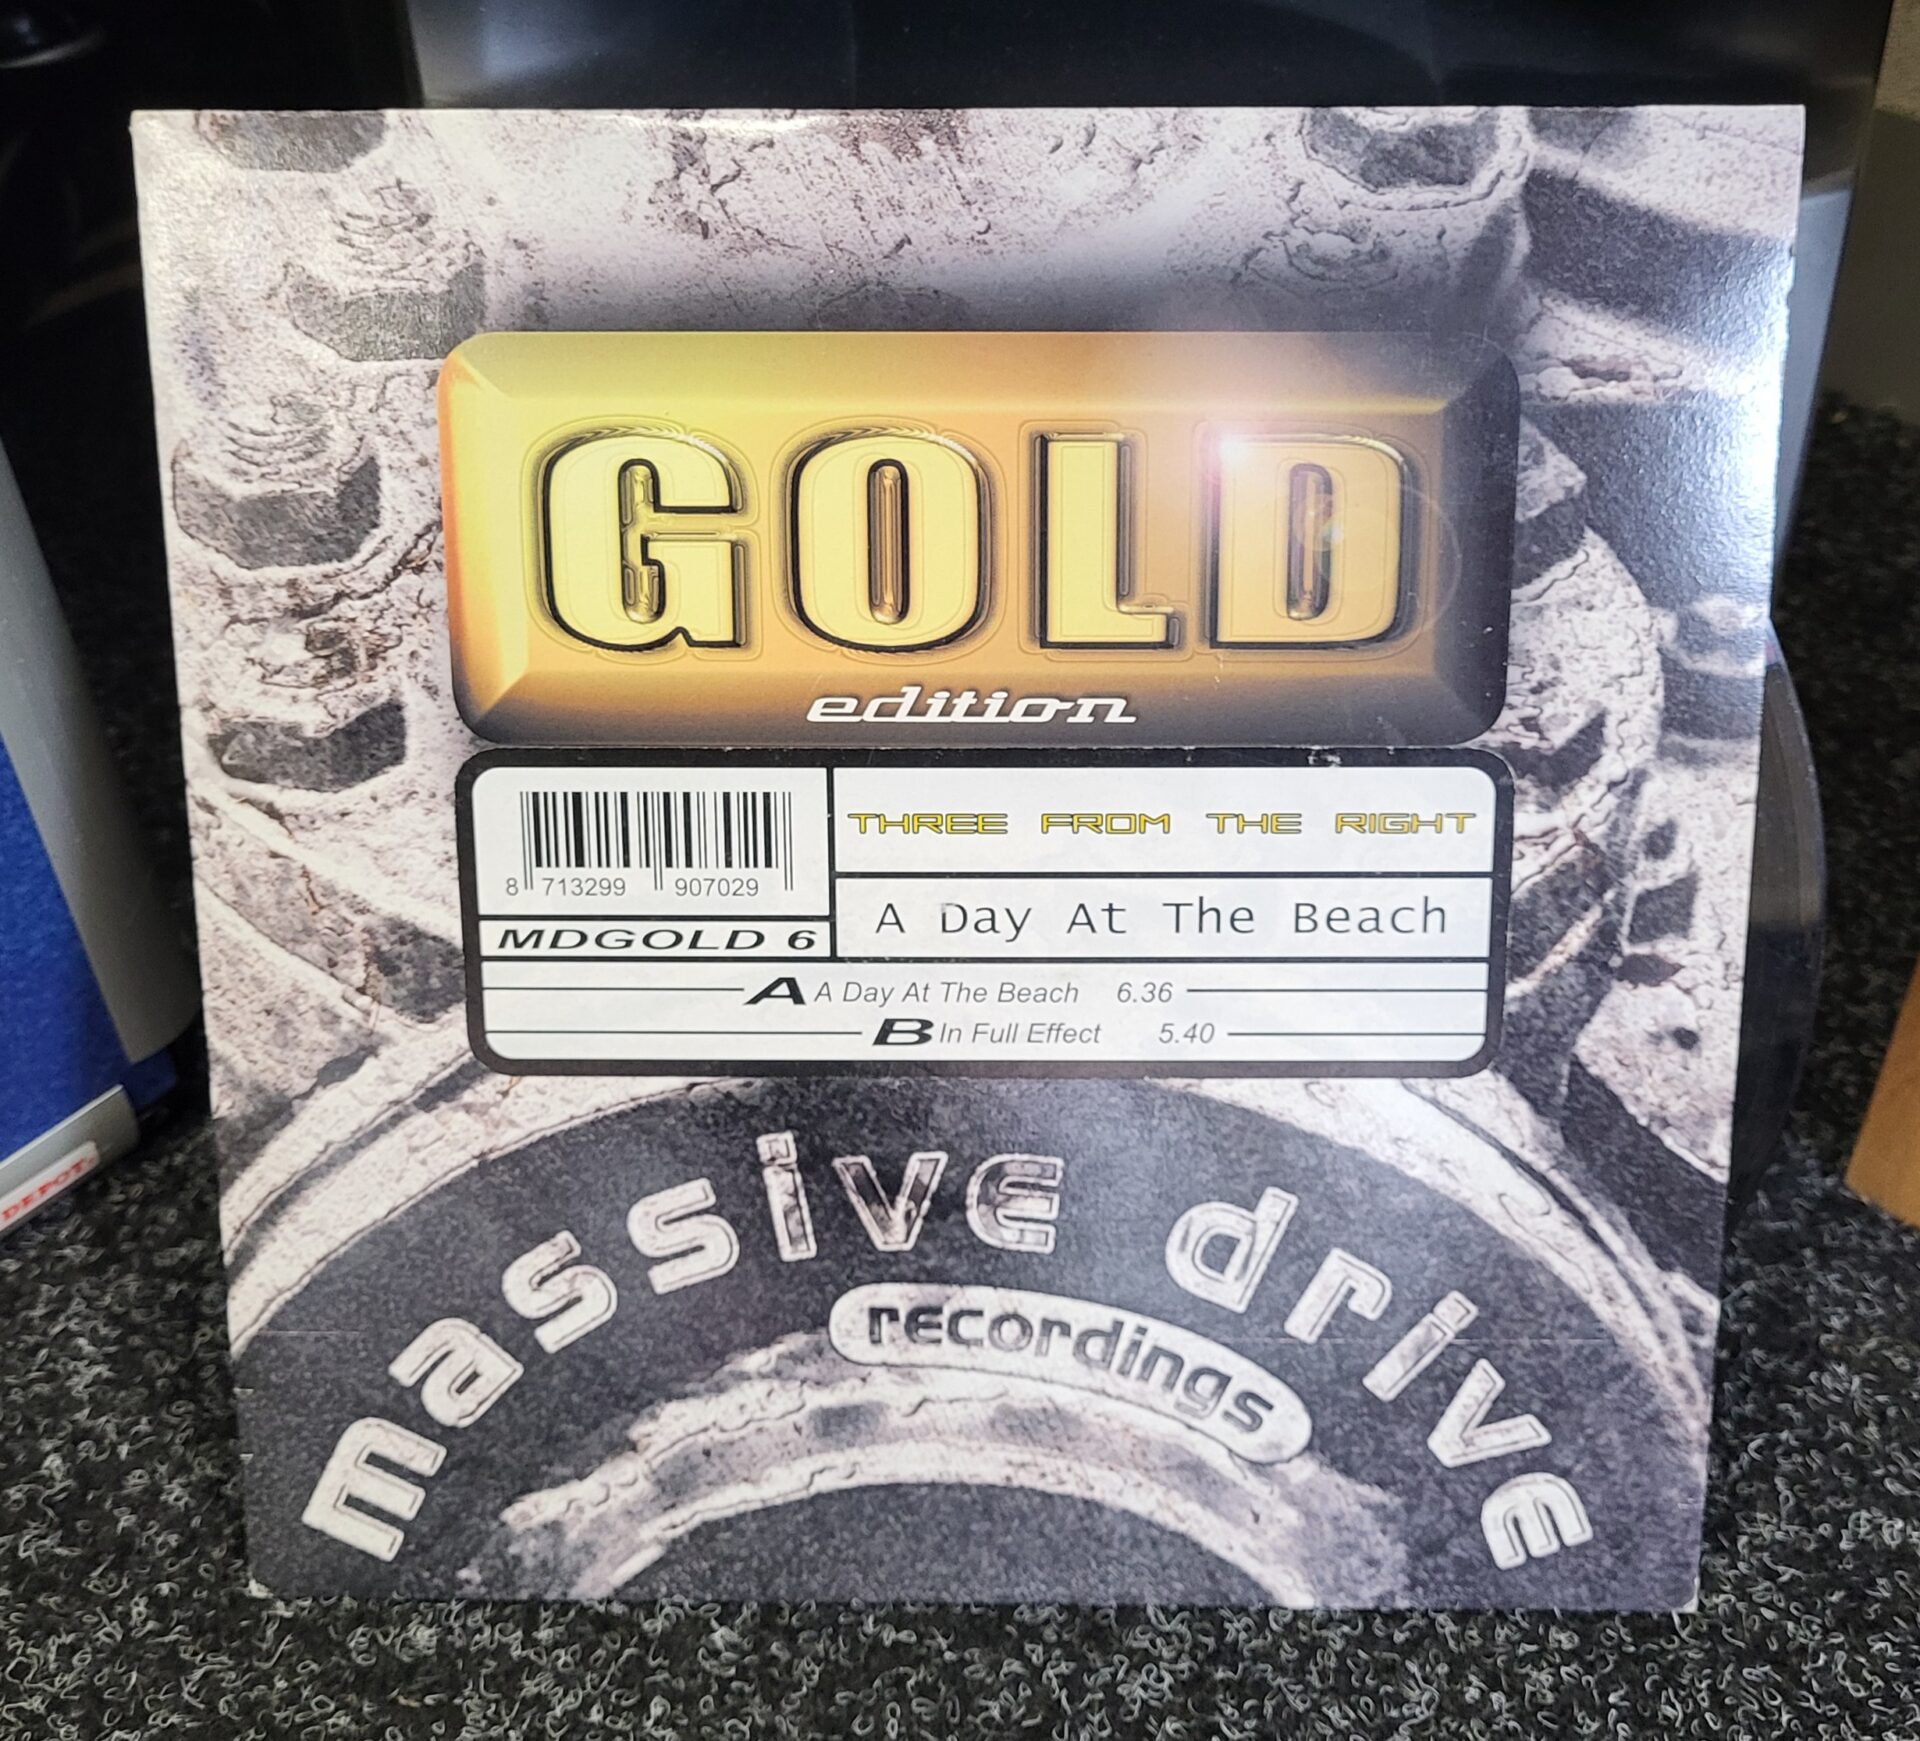 GOLD
edition
8 713299 907029
THREE FROM THE RIGHT
A Day At The Beach
MDGOLD 6
A A Day At The Beach 6.36
B In Full Effect 5.40
massive drive
recordings
DEPOT